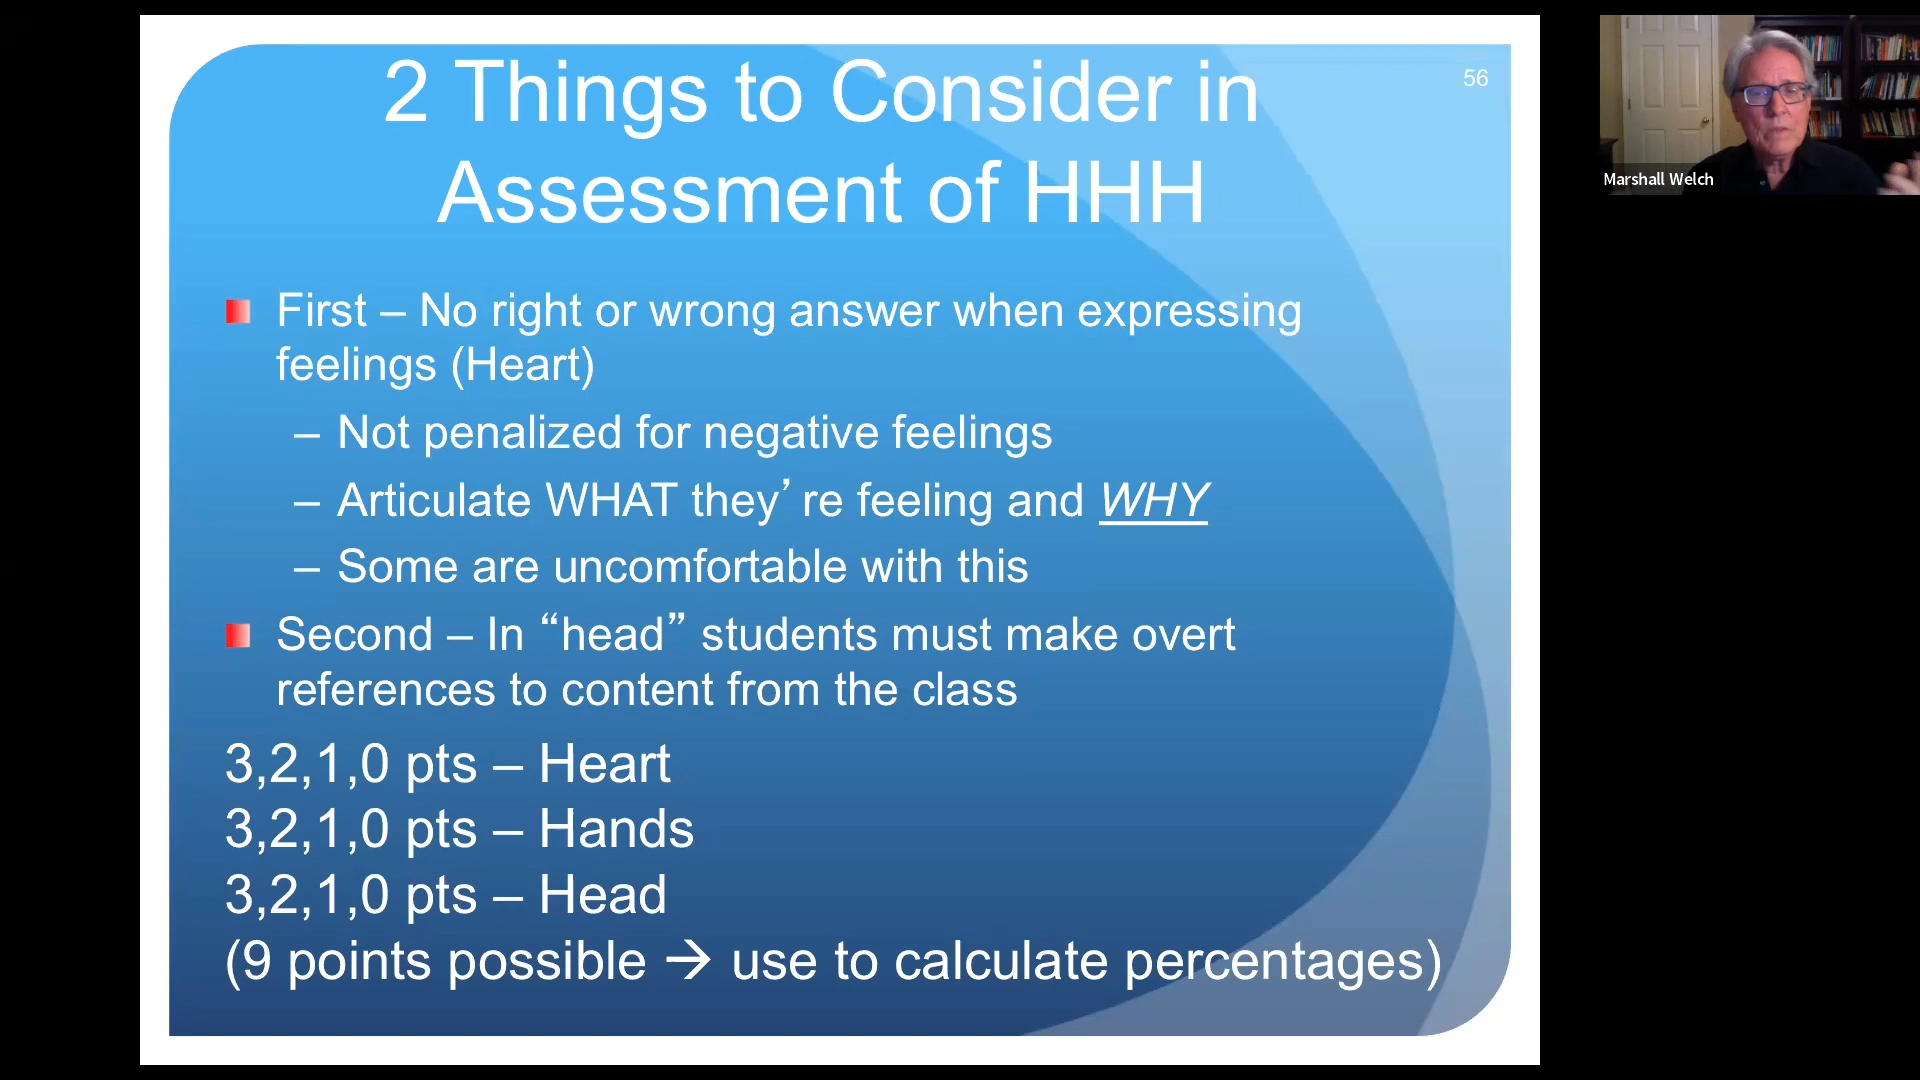 2 Things to Consider in
Assessment of HHH
56
First – No right or wrong answer when expressing
feelings (Heart)
– Not penalized for negative feelings
– Articulate WHAT they’re feeling and WHY
– Some are uncomfortable with this
Second – In “head” students must make overt
references to content from the class
3,2,1,0 pts – Heart
3,2,1,0 pts – Hands
3,2,1,0 pts – Head
(9 points possible → use to calculate percentages)
Marshall Welch